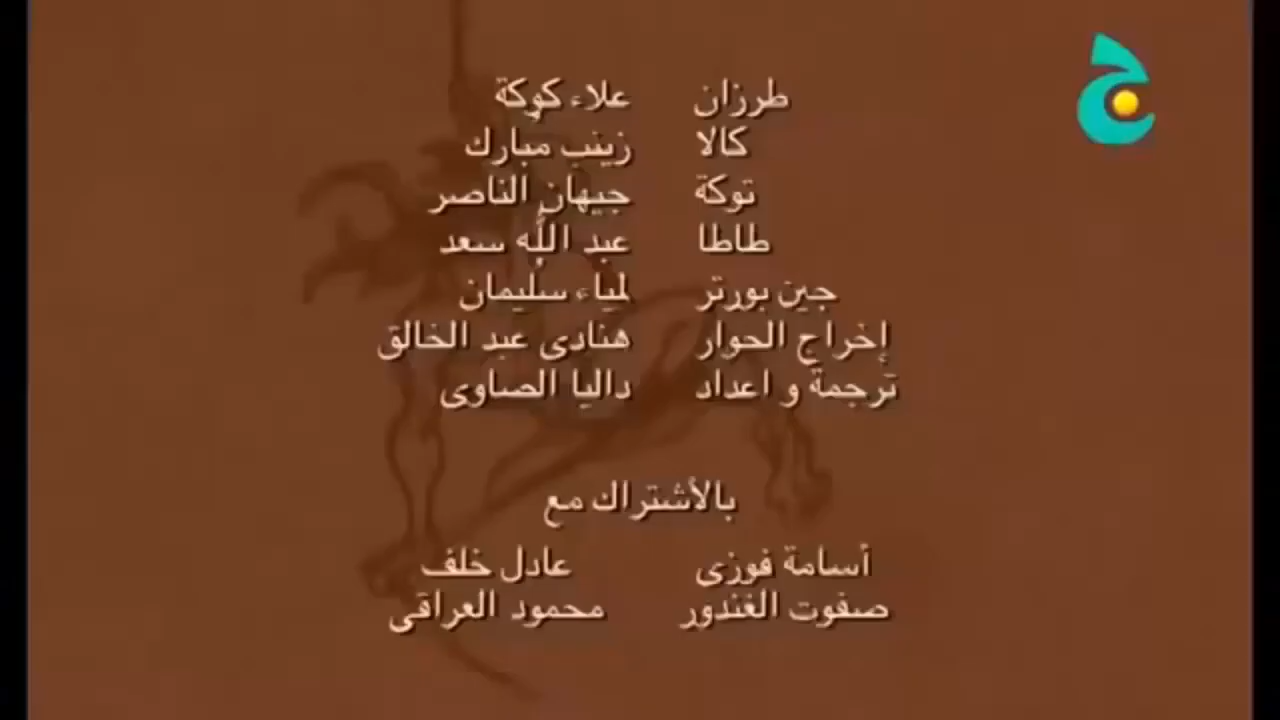 طرزان علاء كوكة
كالا زينب مبارك
توكة جيهان الناصر
طاطا عبد الله سعد
جين بورتر لمياء سليمان
إخراج الحوار هنادى عبد الخالق
ترجمة و اعداد داليا الصاوى
بالأشتراك مع
أسامة فوزى عادل خلف
صفوت الغندور محمود العراقى